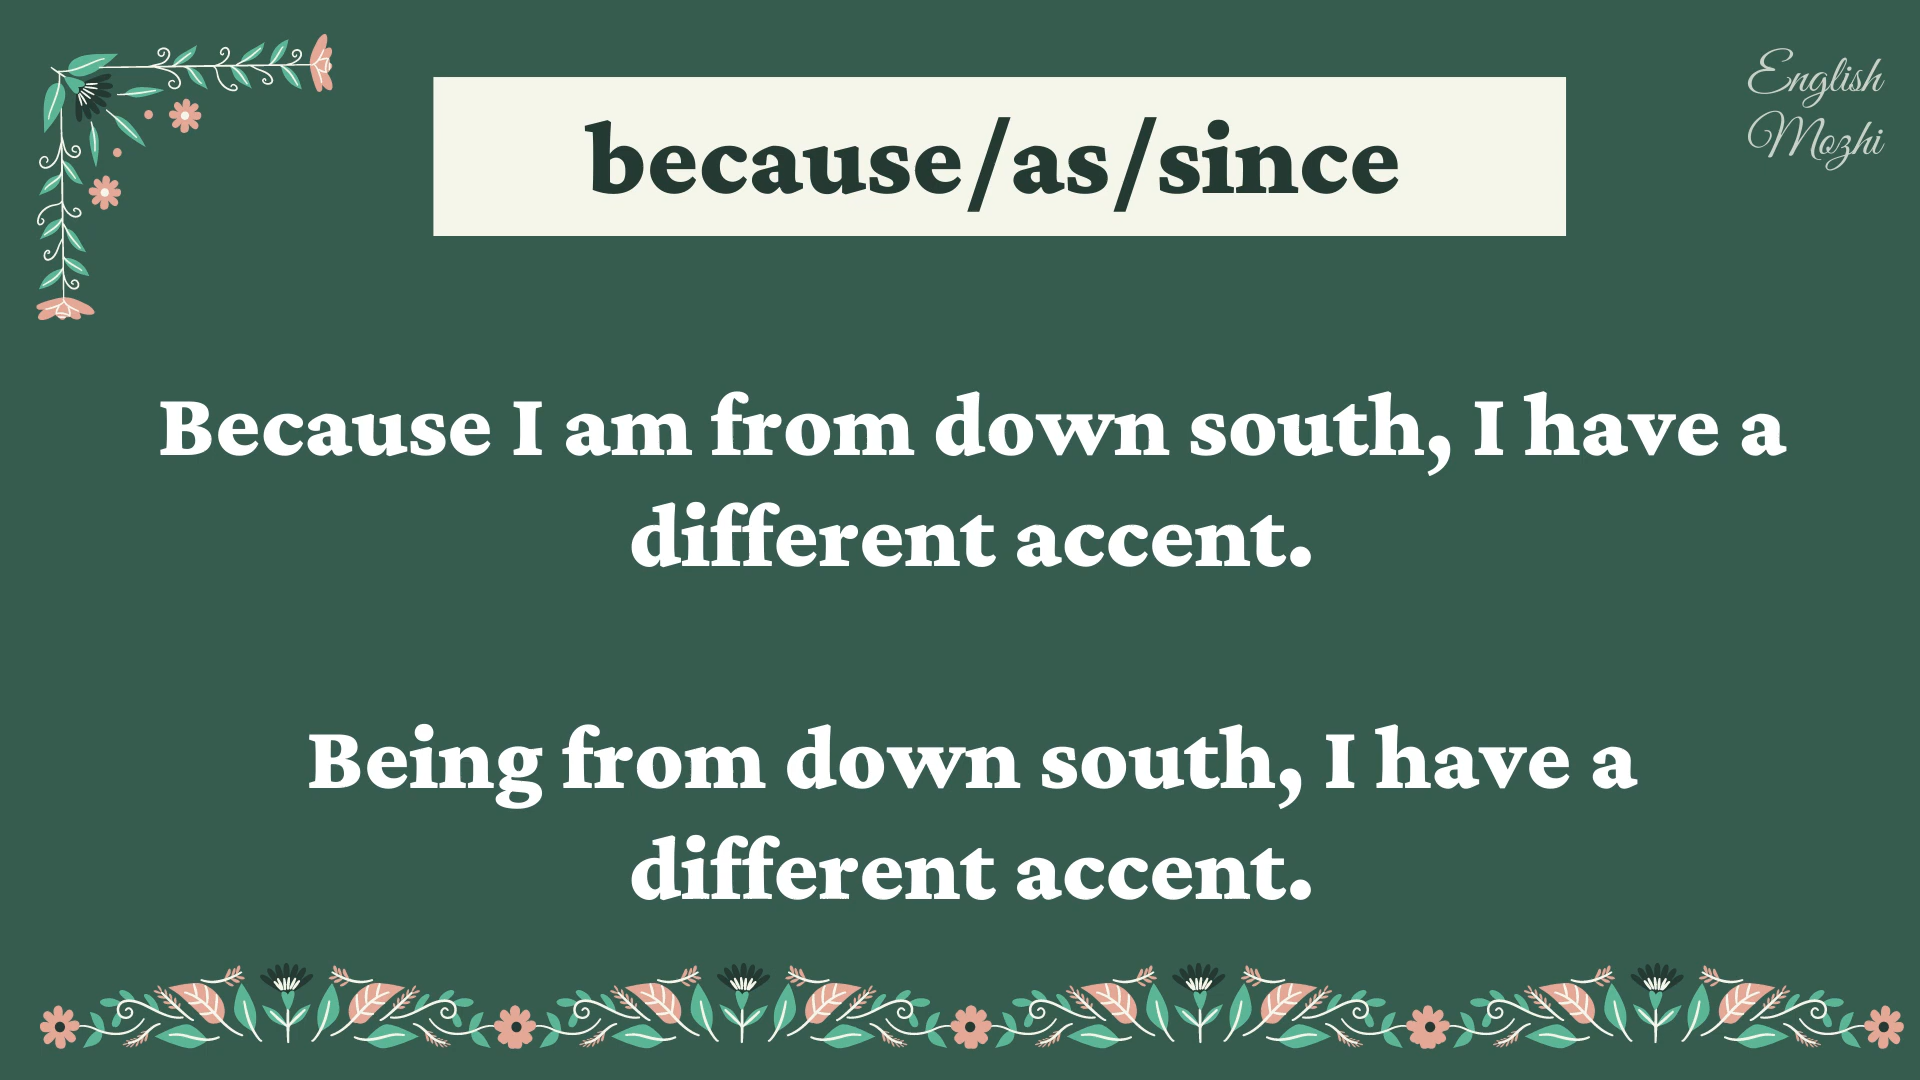 English
Mozhi
because/as/since
Because I am from down south, I have a
different accent.
Being from down south, I have a
different accent.